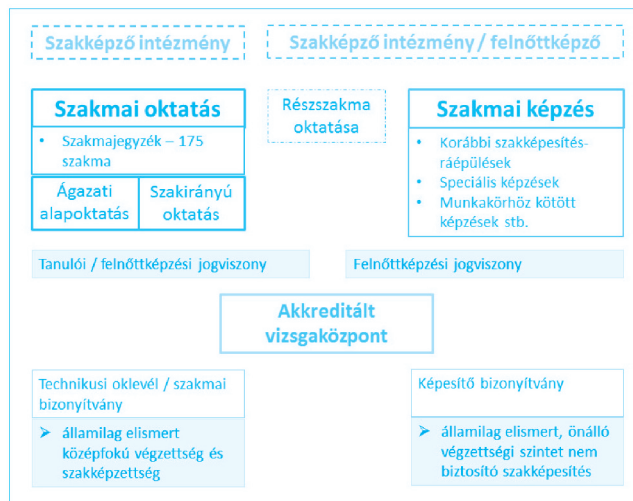 Szakképző intézmény
Szakképző intézmény / felnőttképző
Szakmai oktatás
• Szakmajegyzék – 175
szakma
Ágazati
alapoktatás
Szakirányú
oktatás
Részszakma
oktatása
Szakmai képzés
• Korábbi szakképesítés-
ráépülések
• Speciális képzések
• Munkakörhöz kötött
képzések stb.
Tanulói / felnőttképzési jogviszony
Felnőttképzési jogviszony
Akkreditált
vizsgaközpont
Technikusi oklevél / szakmai
bizonyítvány
➢ államilag elismert
középfokú végzettség és
szakképzettség
Képesítő bizonyítvány
➢ államilag elismert, önálló
végzettségi szintet nem
biztosító szakképesítés